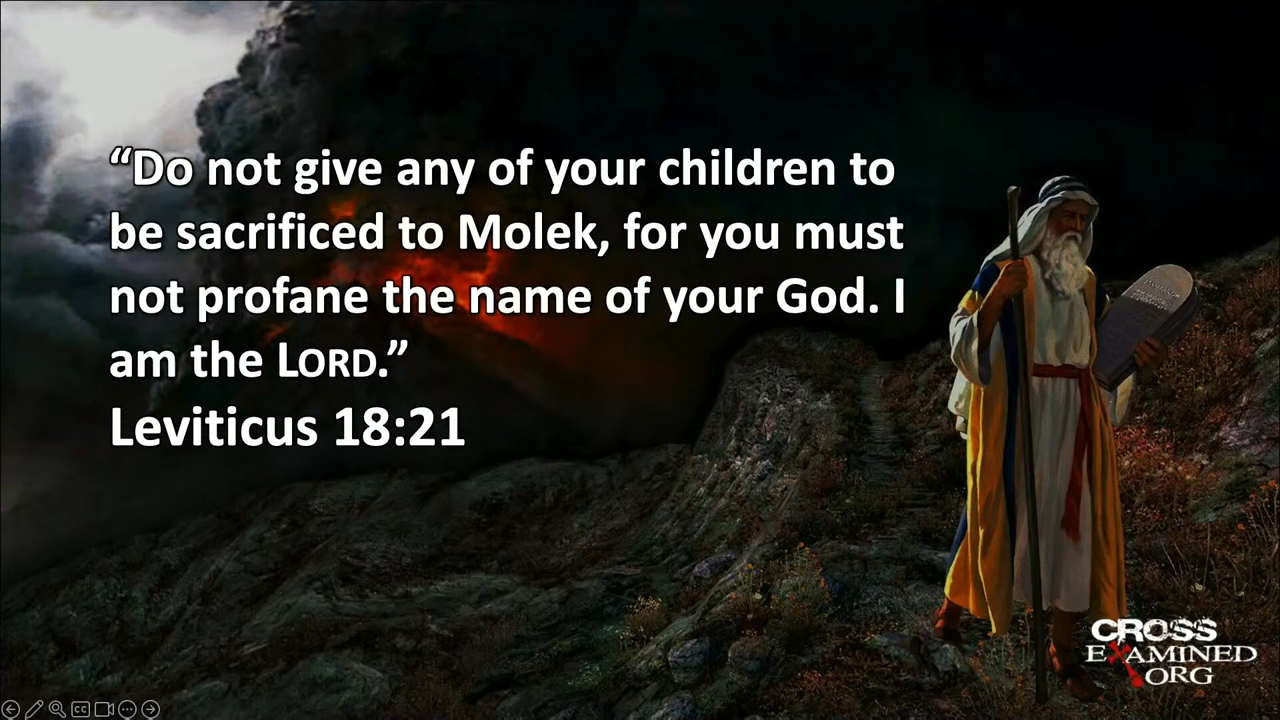 “Do not give any of your children to
be sacrificed to Molek, for you must
not profane the name of your God. I
am the LORD.”
Leviticus 18:21
CROSS
EXAMINED
.ORG
CC